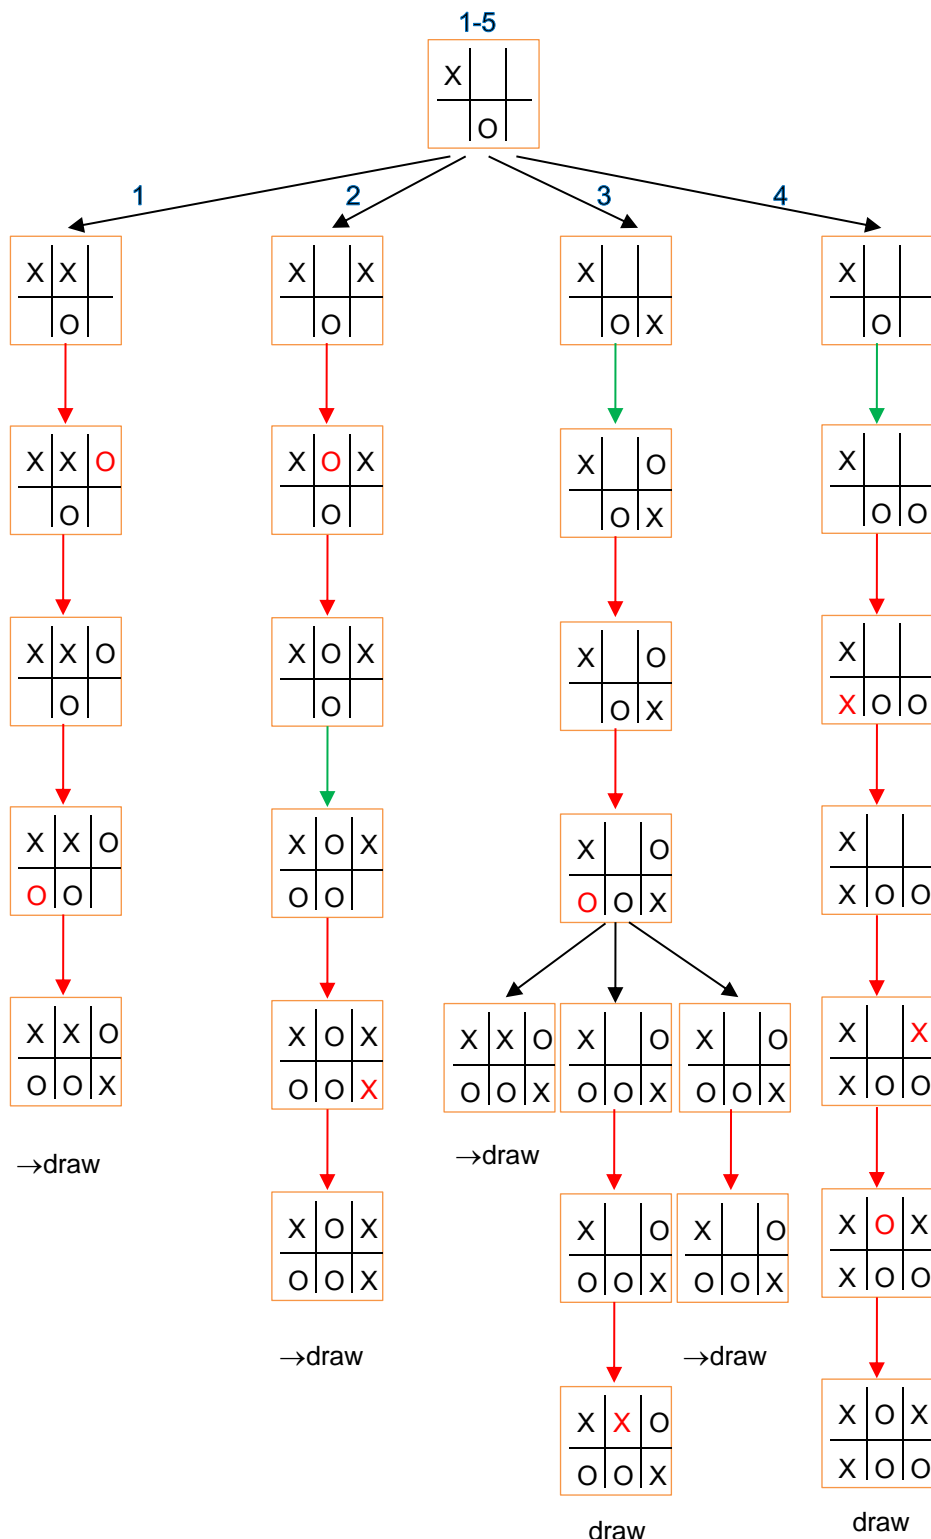 1-5
X
O
1 2 3 4
X X
O
X X
O
X
O X
X
O
X X O
O
X O X
O
X O
O X
X
O O
X X O
O
X O X
O
X O
O X
X
X O O
X X O
O O
X O X
O O
X O
O O X
X
X O O
X X O
O O X
X O X
O O X
X X O
O O X
X O
O O X
X O
O O X
X X
X O O
→draw
→draw
X O X
O O X
X O
O O X
X O
O O X
X O X
X O O
→draw
→draw
X X O
O O X
X O X
X O O
draw
draw